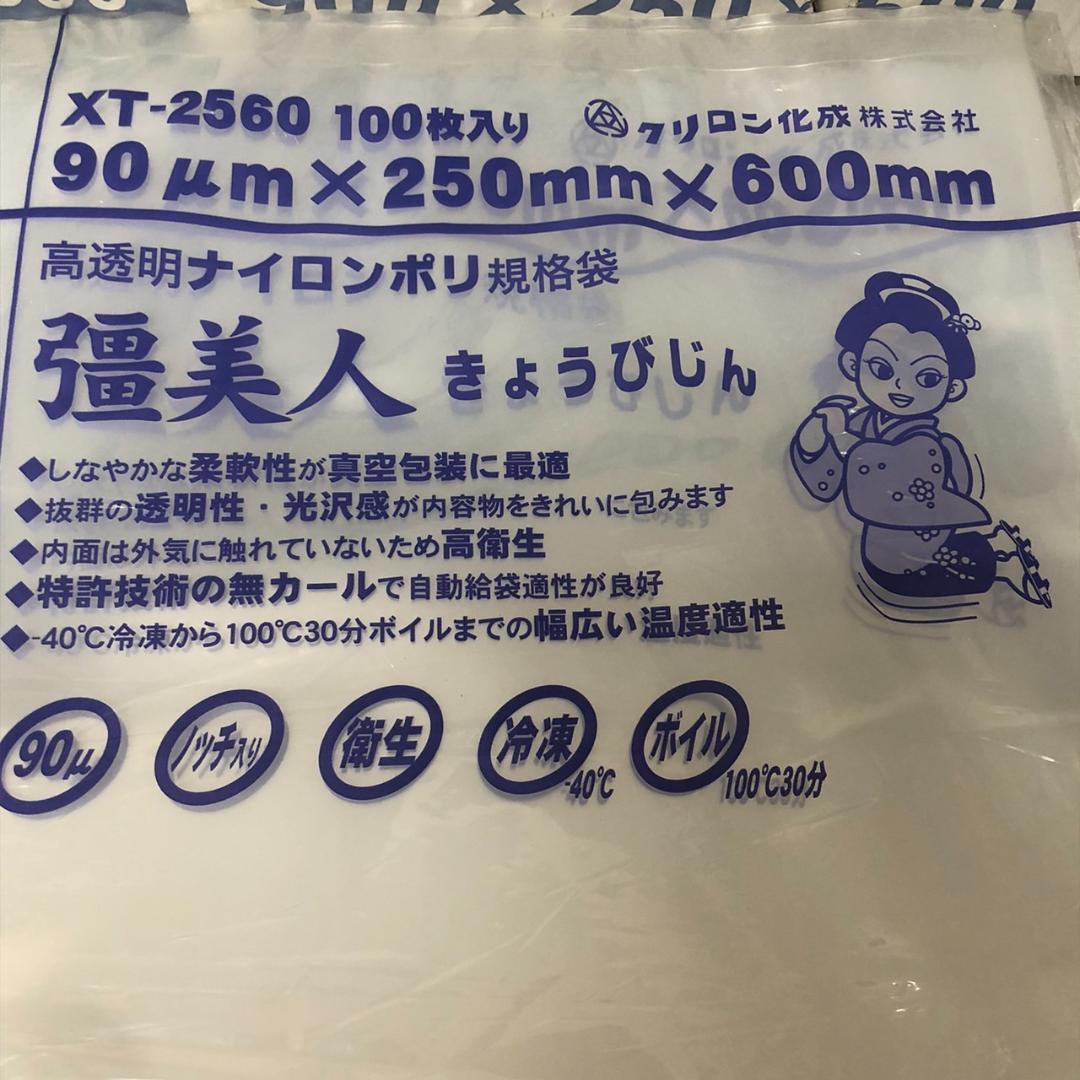 XT-2560 100枚入り クリロン化成株式会社
90μm×250mm×600mm
高透明ナイロンポリ規格袋
彊美人 きょうびじん
◆しなやかな柔軟性が真空包装に最適
◆抜群の透明性・光沢感が内容物をきれいに包みます
◆内面は外気に触れていないため高衛生
◆特許技術の無カールで自動給袋適性が良好
◆-40℃冷凍から100℃30分ボイルまでの幅広い温度適性
90μ ノッチ入り 衛生 冷凍 ボイル
-40℃ 100℃30分